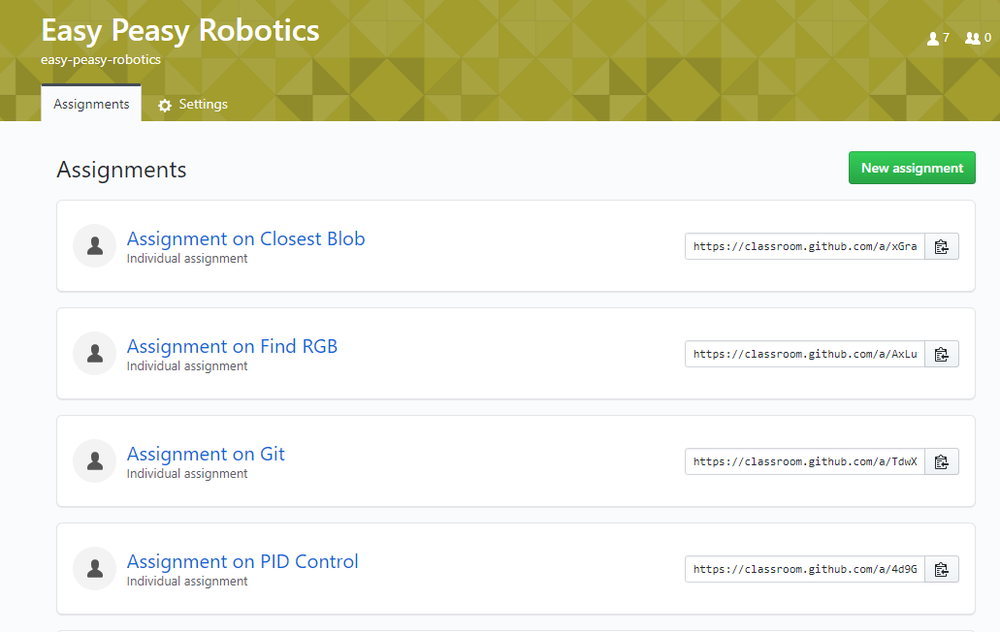 Easy Peasy Robotics
easy-peasy-robotics
7 0
Assignments Settings
Assignments
New assignment
Assignment on Closest Blob
Individual assignment
https://classroom.github.com/a/xGra
Assignment on Find RGB
Individual assignment
https://classroom.github.com/a/AxLu
Assignment on Git
Individual assignment
https://classroom.github.com/a/TdwX
Assignment on PID Control
Individual assignment
https://classroom.github.com/a/4d9G